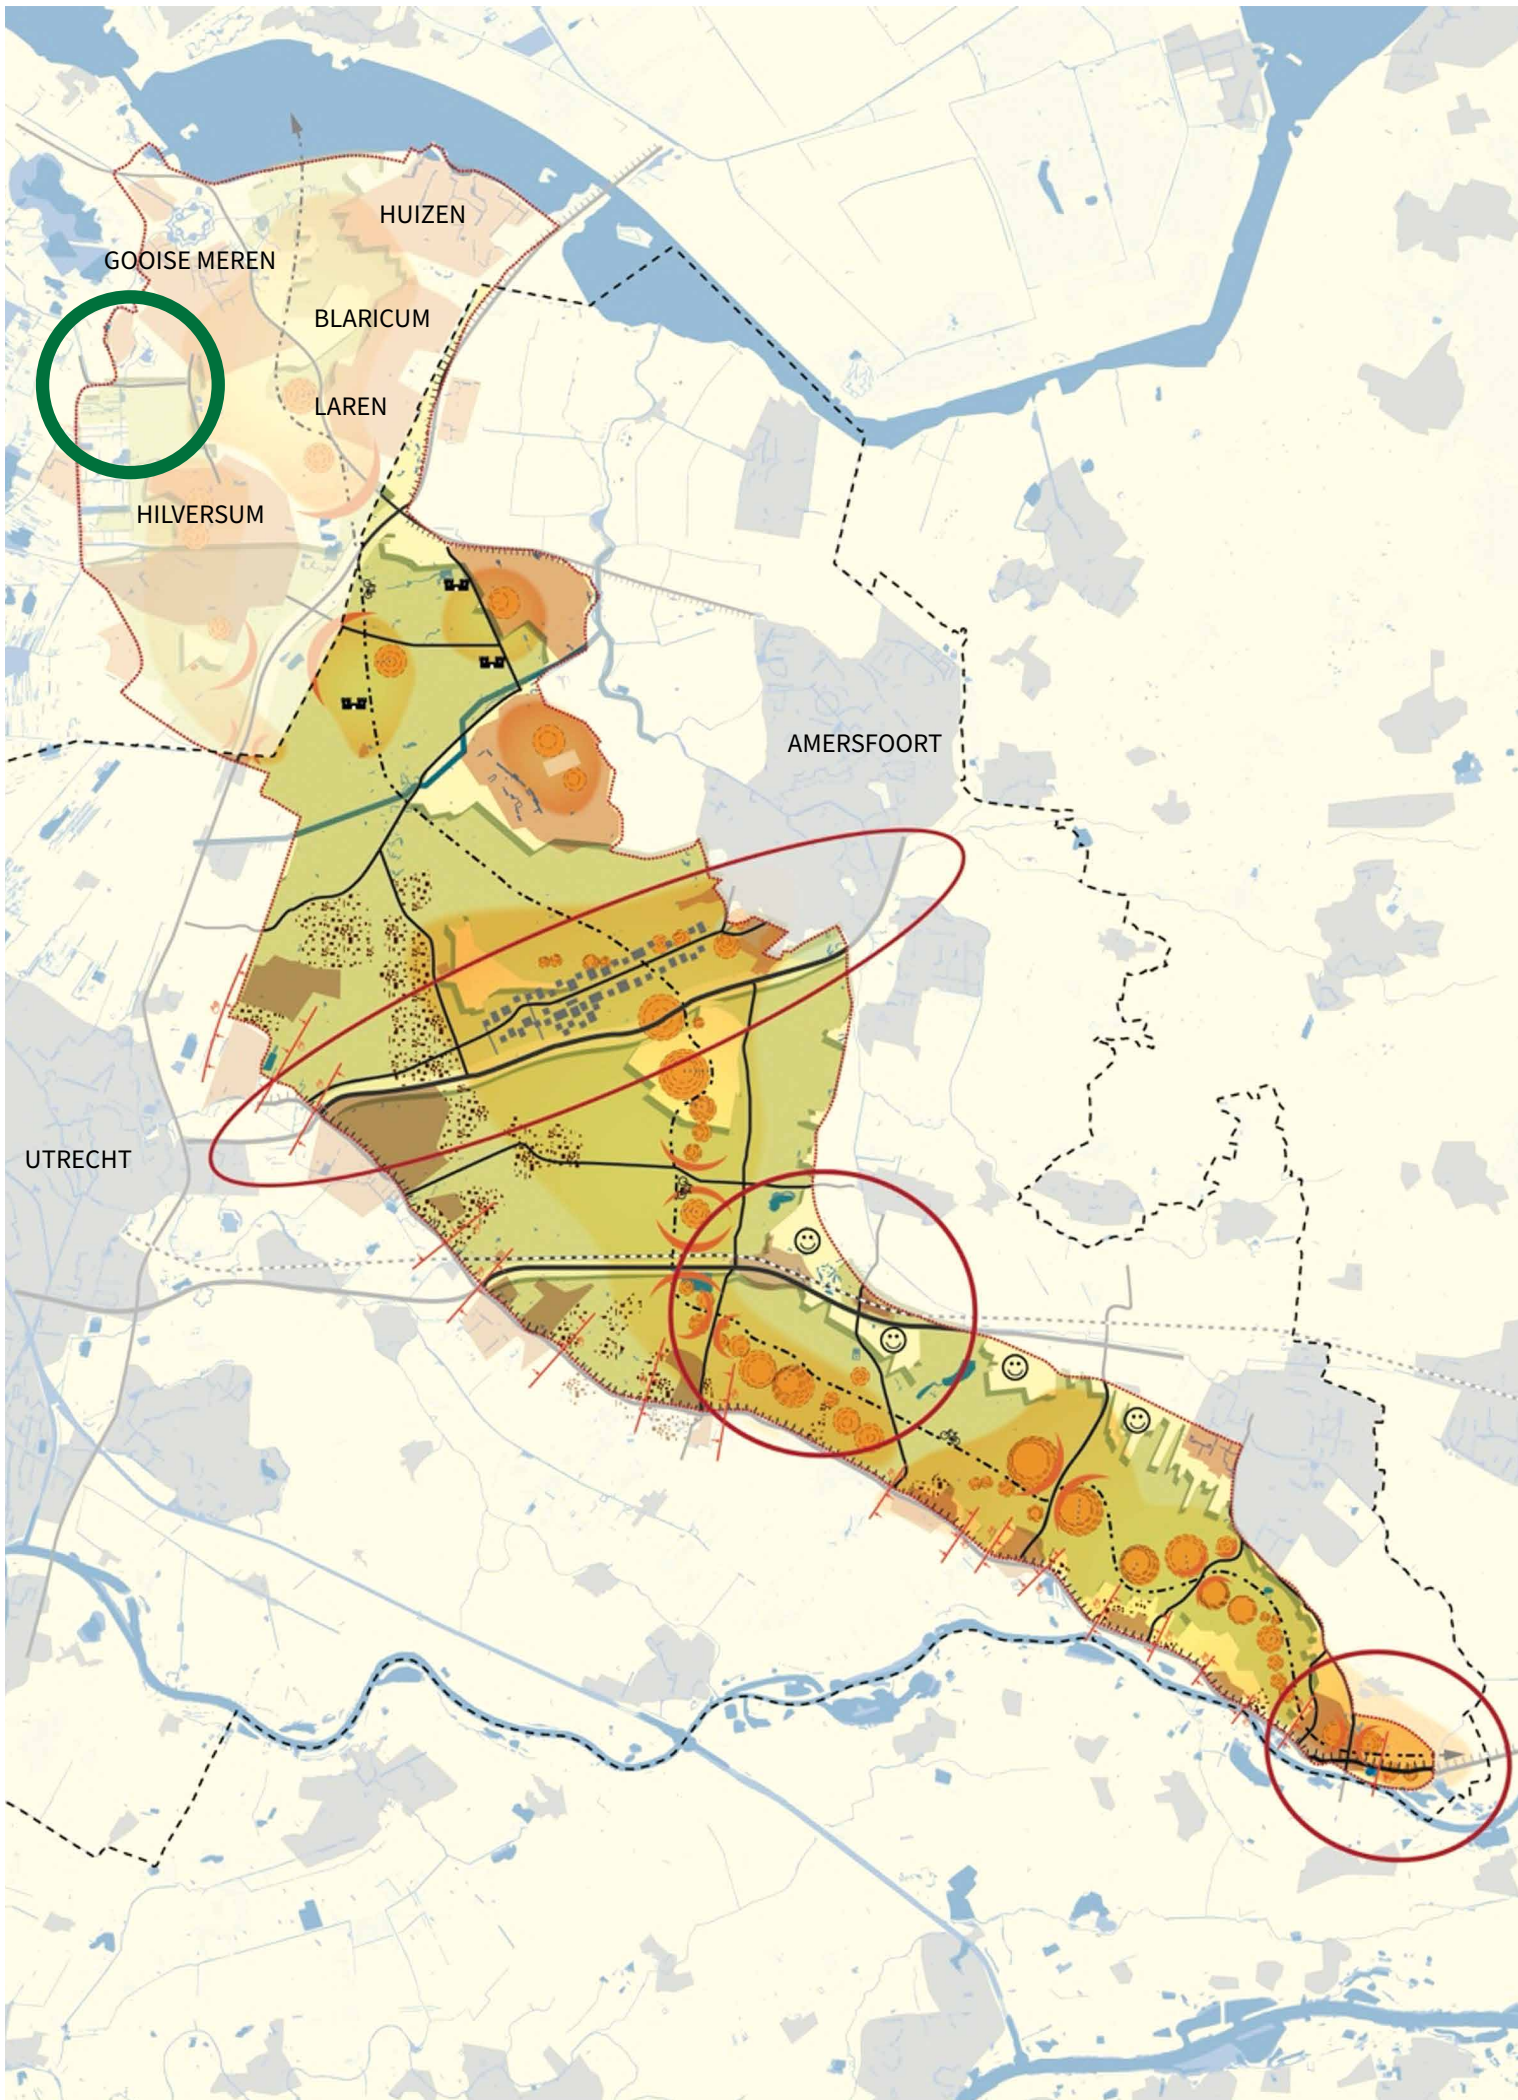 HUIZEN
GOOISE MEREN
BLARICUM
LAREN
HILVERSUM
AMERSFOORT
UTRECHT